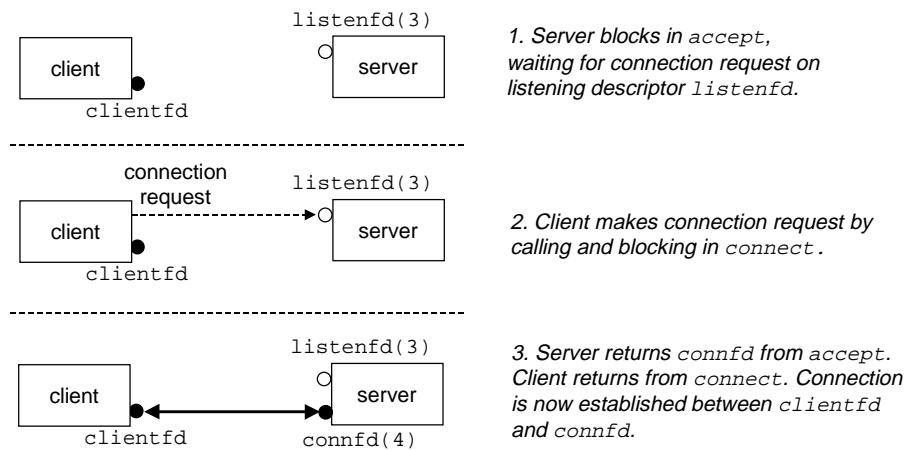 listenfd(3)
client
server
clientfd
1. Server blocks in accept,
waiting for connection request on
listening descriptor listenfd.
connection
request
listenfd(3)
client
server
clientfd
2. Client makes connection request by
calling and blocking in connect.
listenfd(3)
client
server
clientfd
connfd(4)
3. Server returns connfd from accept.
Client returns from connect. Connection
is now established between clientfd
and connfd.